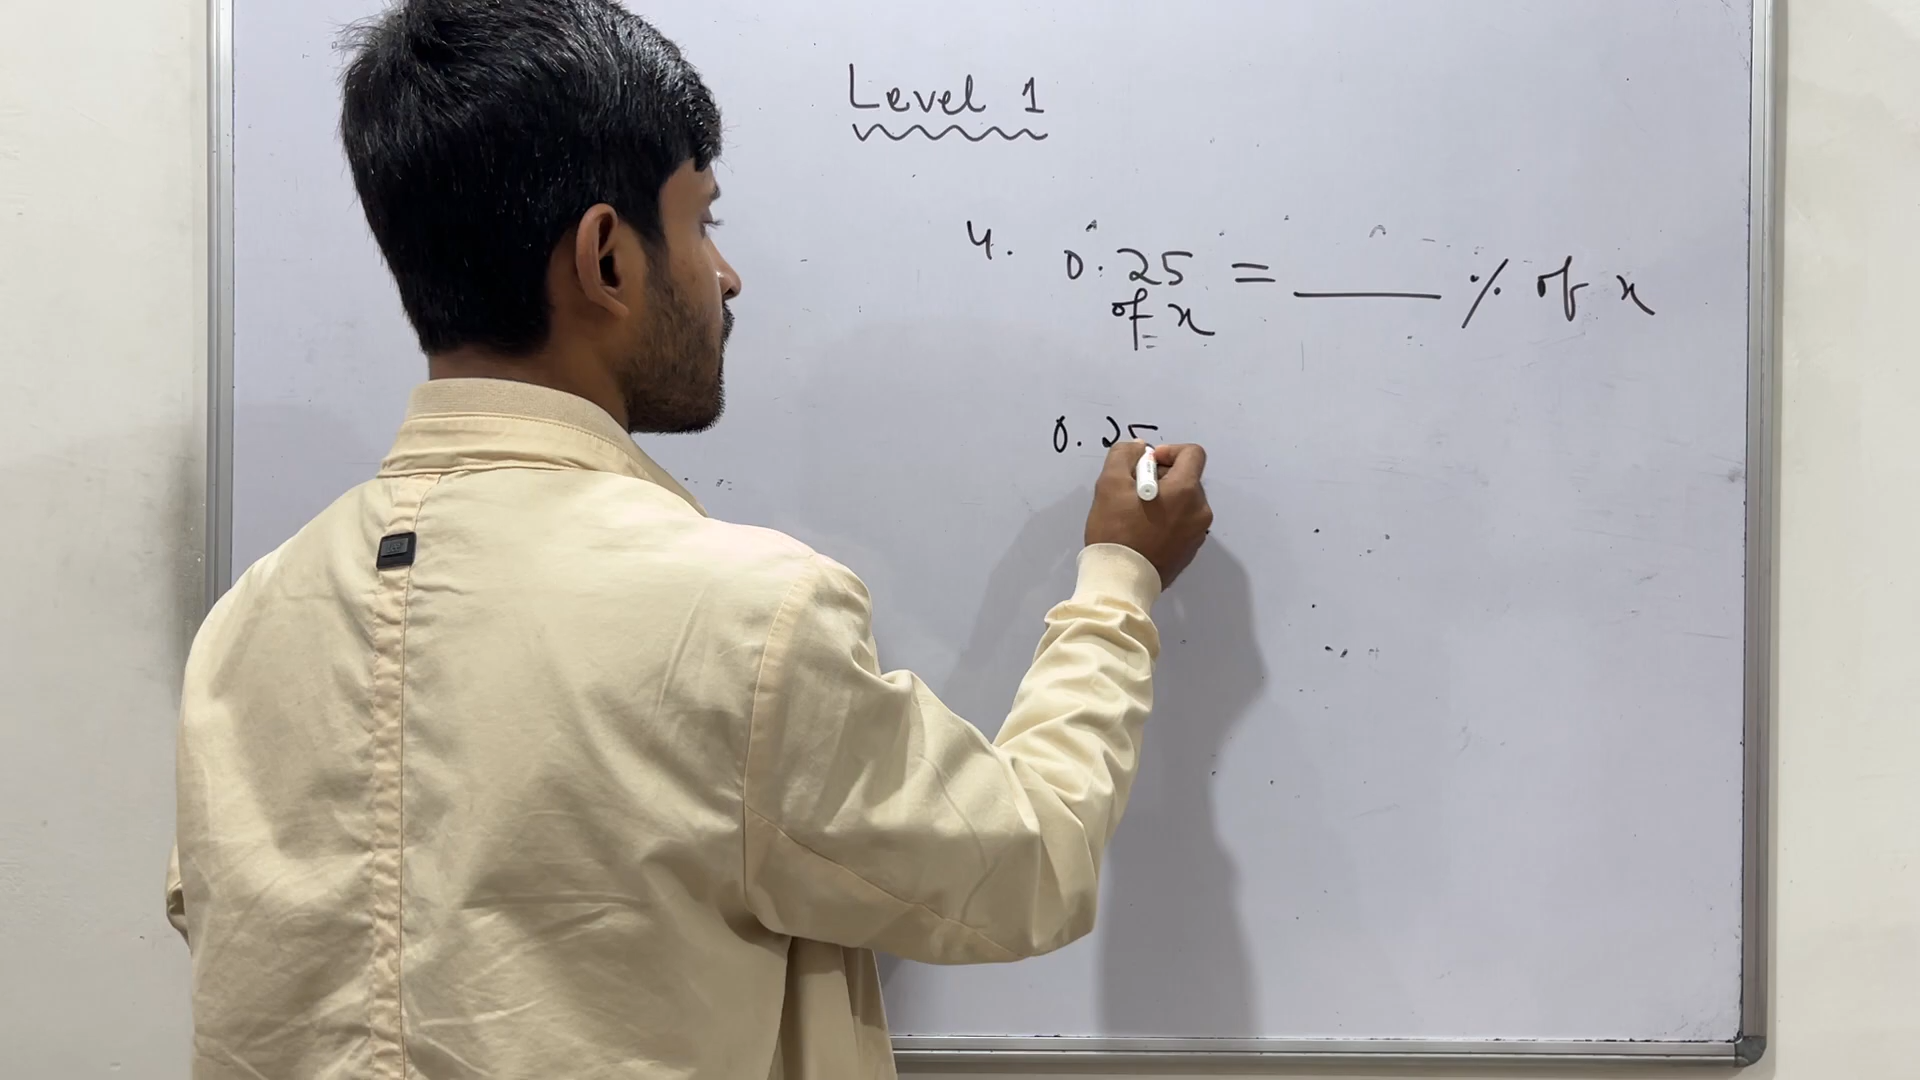 Level 1
4. 0.25 = ____ % of x
of x
0.25